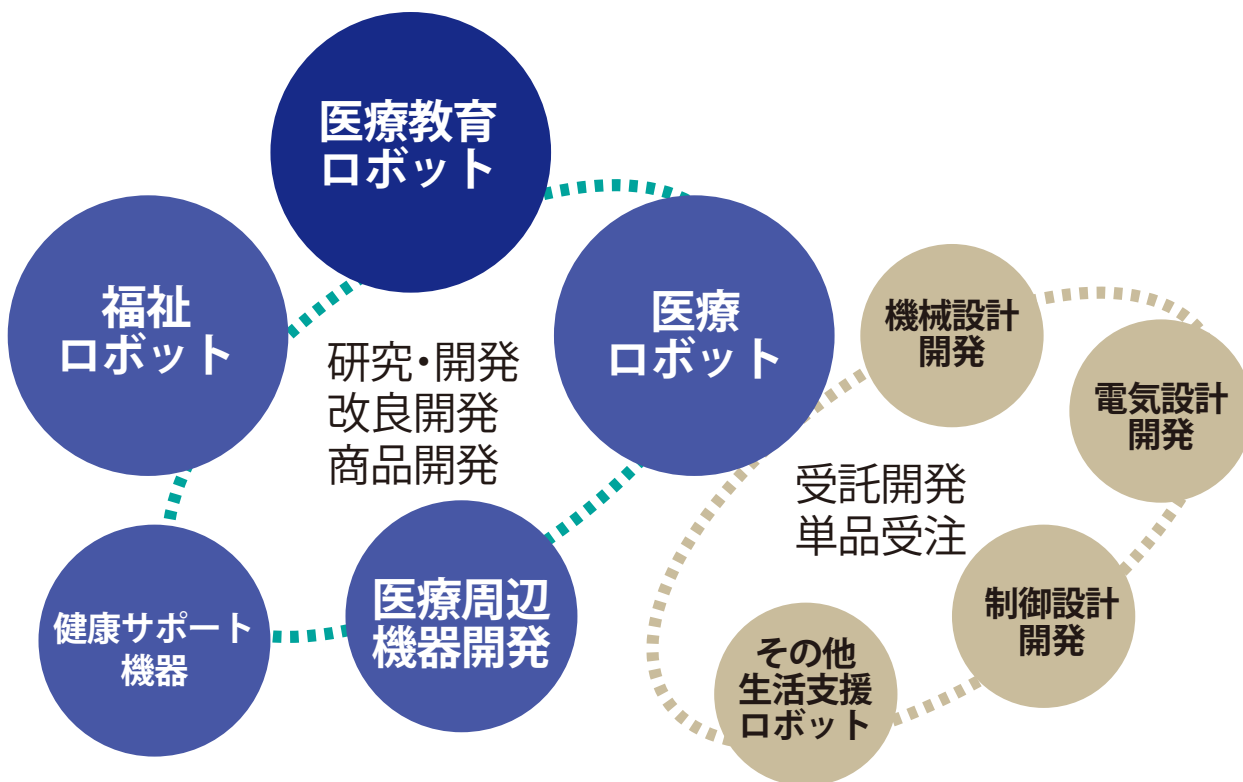 医療教育
ロボット
福祉
ロボット
医療
ロボット
研究・開発
改良開発
商品開発
健康サポート
機器
医療周辺
機器開発
機械設計
開発
電気設計
開発
受託開発
単品受注
制御設計
開発
その他
生活支援
ロボット